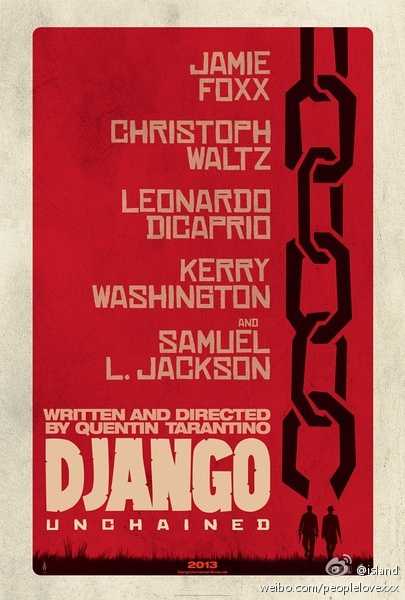 JAMIE
FOXX
CHRISTOPH
WALTZ
LEONARDO
DICAPRIO
KERRY
WASHINGTON
AND
SAMUEL
L. JACKSON
WRITTEN AND DIRECTED
BY QUENTIN TARANTINO
DJANGO
UNCHAINED
2013
@island
weibo.com/peoplelovexxx